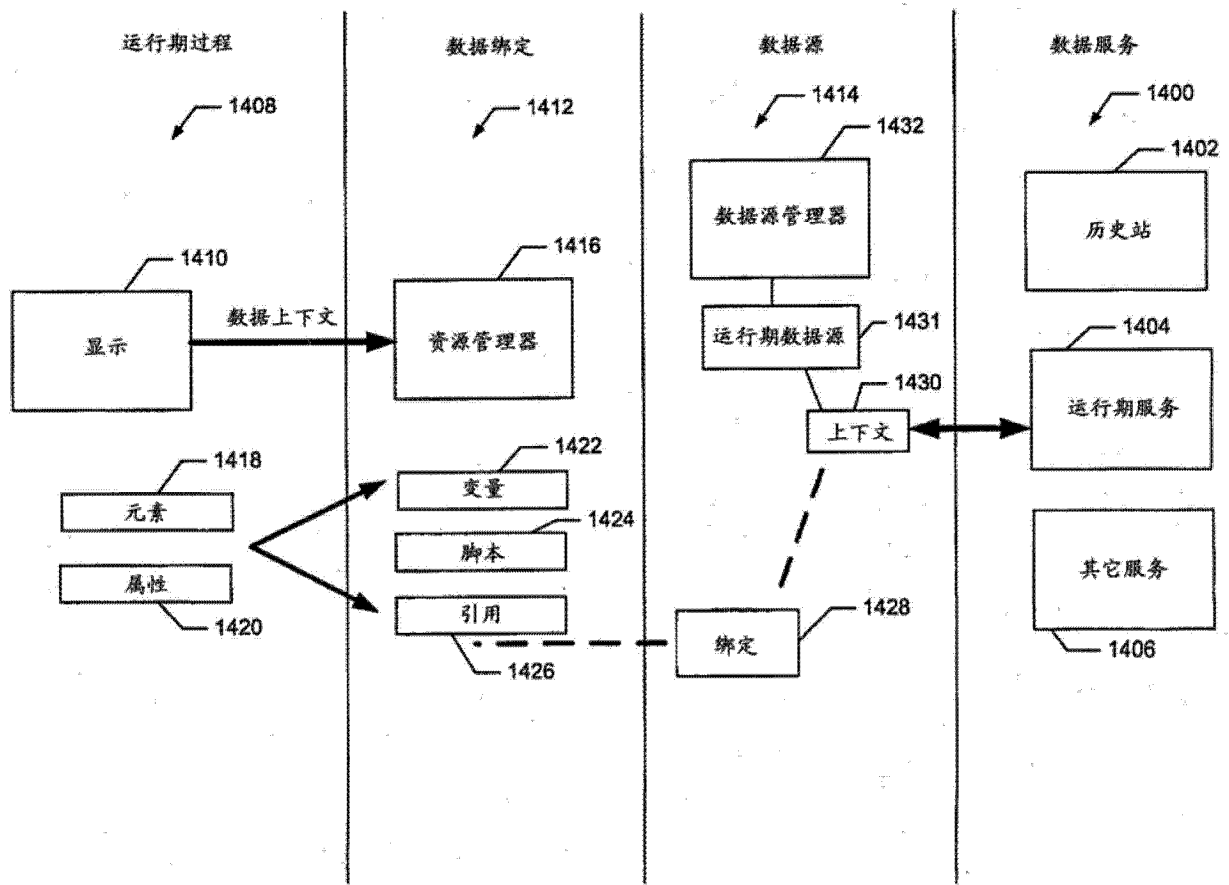 运行期过程
数据绑定
数据源
数据服务
1408
1412
1414
1400
1432
1402
数据源管理器
历史站
1410
1416
显示
数据上下文
资源管理器
运行期数据源
1431
1404
1430
运行期服务
上下文
1418
1422
元素
变量
1424
脚本
其它服务
属性
1420
引用
1428
绑定
1426
1406